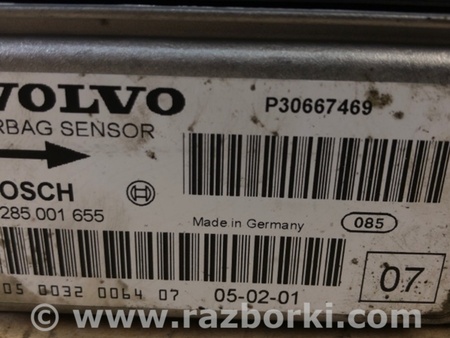 VOLVO
P30667469
RBAG SENSOR
OSCH
285 001 655
Made in Germany
085
07
05 0032 0064 07
05-02-01
www.razborki.com